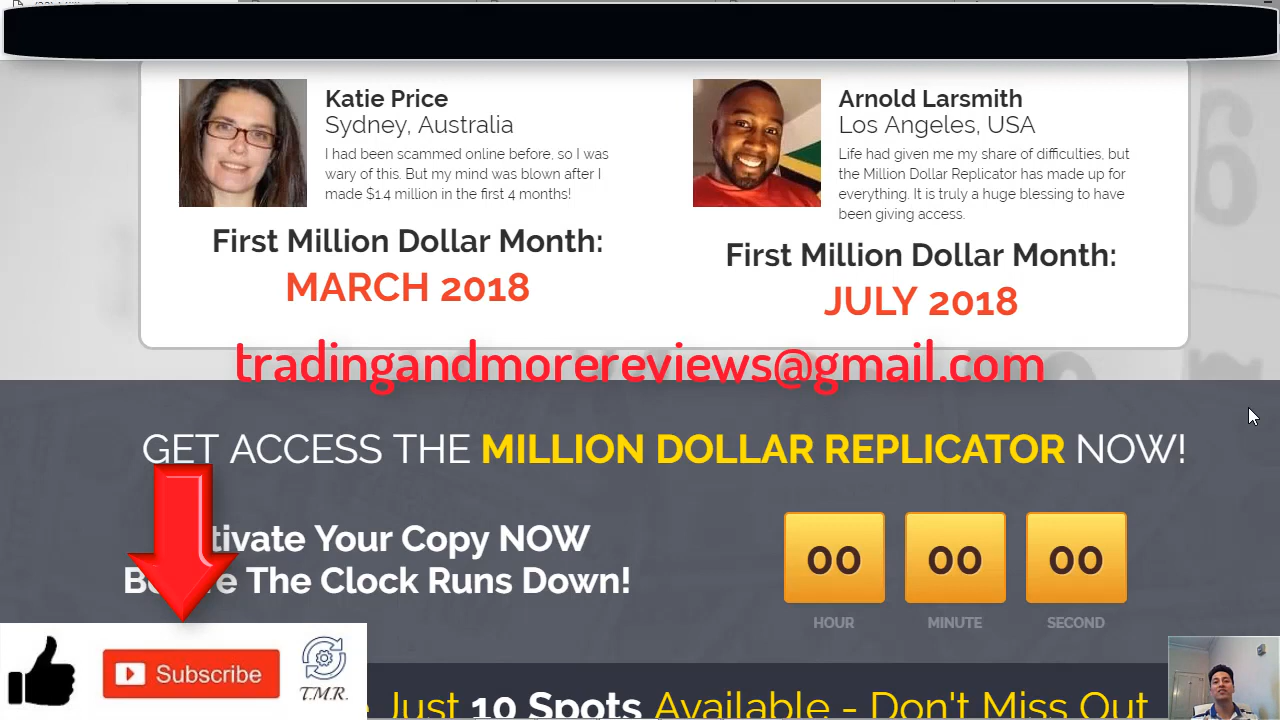 Katie Price
Sydney, Australia
I had been scammed online before, so I was
wary of this. But my mind was blown after I
made $1.4 million in the first 4 months!
First Million Dollar Month:
MARCH 2018
Arnold Larsmith
Los Angeles, USA
Life had given me my share of difficulties, but
the Million Dollar Replicator has made up for
everything. It is truly a huge blessing to have
been giving access.
First Million Dollar Month:
JULY 2018
tradingandmorereviews@gmail.com
GET ACCESS THE MILLION DOLLAR REPLICATOR NOW!
Your Copy NOW
The Clock Runs Down!
00 00 00
HOUR MINUTE SECOND
Subscribe
T.M.R.
Just 10 Spots Available - Don't Miss Out